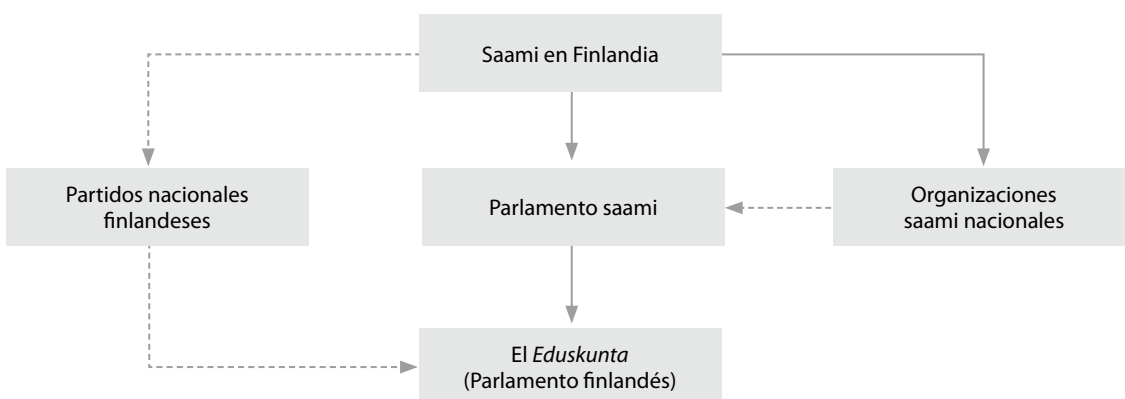 Saami en Finlandia
Partidos nacionales
finlandeses
Parlamento saami
Organizaciones
saami nacionales
El Eduskunta
(Parlamento finlandés)